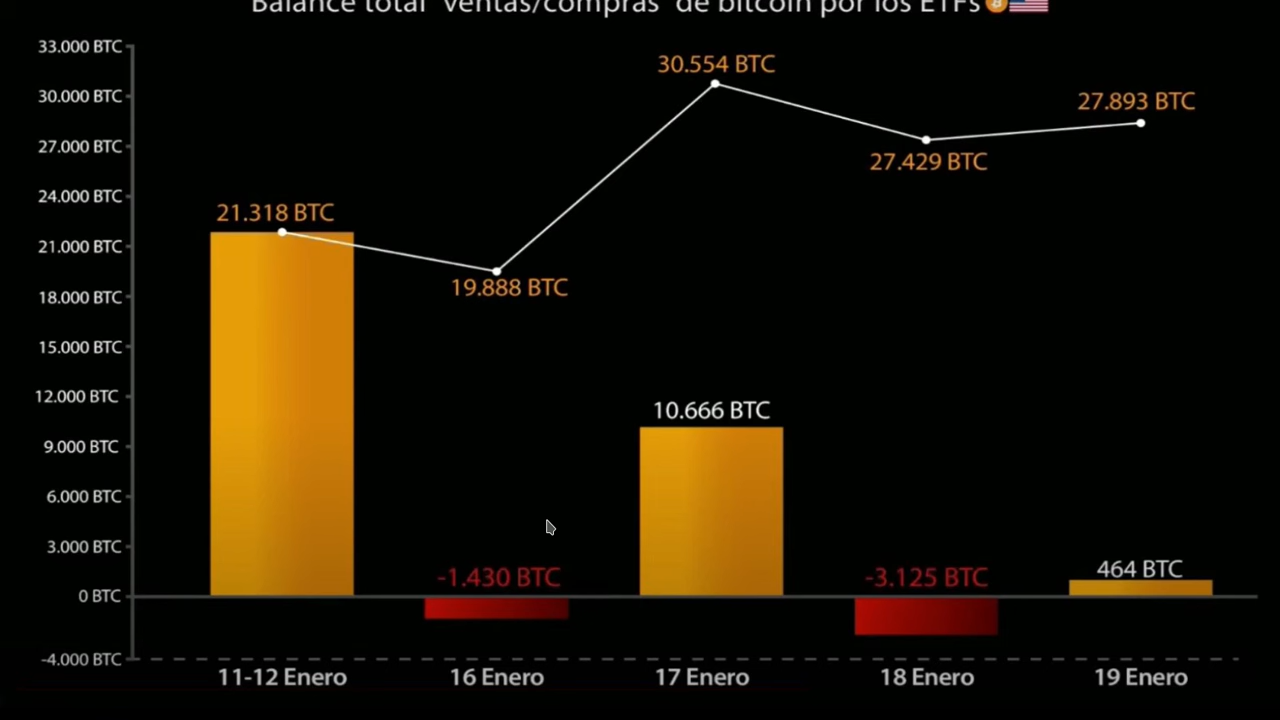 Balance total "ventas/compras" de bitcoin por los ETFs
33.000 BTC
30.000 BTC
27.000 BTC
24.000 BTC
21.000 BTC
18.000 BTC
15.000 BTC
12.000 BTC
9.000 BTC
6.000 BTC
3.000 BTC
0 BTC
-4.000 BTC
21.318 BTC
19.888 BTC
30.554 BTC
27.429 BTC
27.893 BTC
-1.430 BTC
10.666 BTC
-3.125 BTC
464 BTC
11-12 Enero
16 Enero
17 Enero
18 Enero
19 Enero